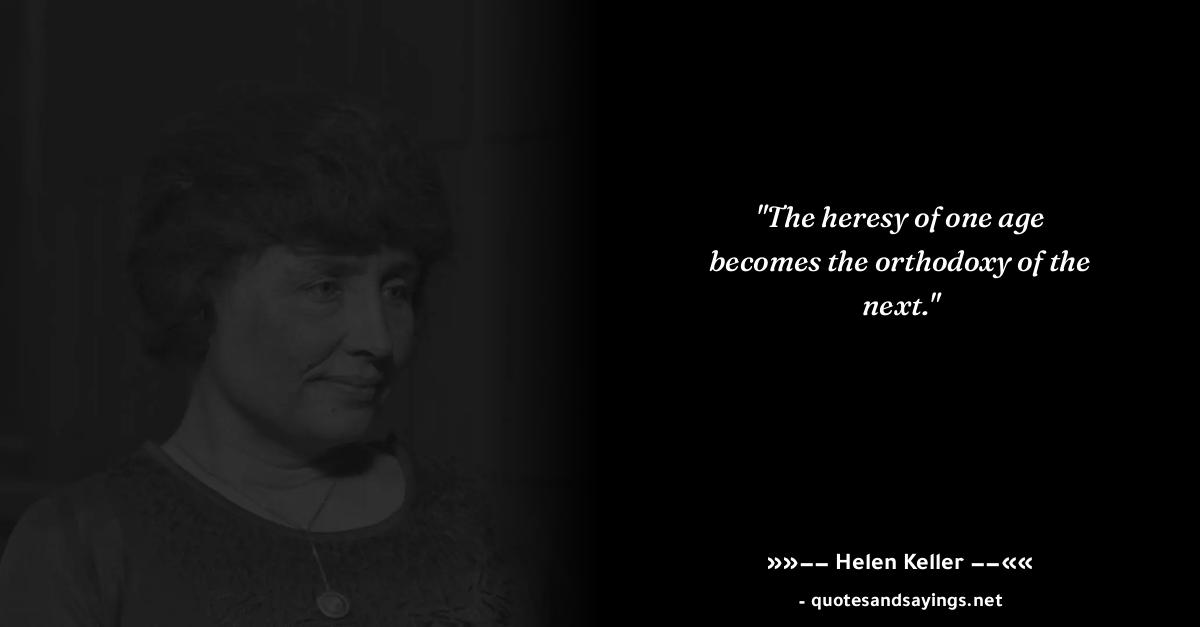 "The heresy of one age
becomes the orthodoxy of the
next."
»»–– Helen Keller ––««
- quotesandsayings.net